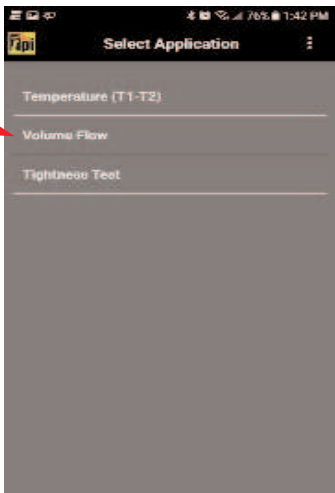 76% 1:42 PM
TPI Select Application
Temperature (T1-T2)
Volume Flow
Tightness Test